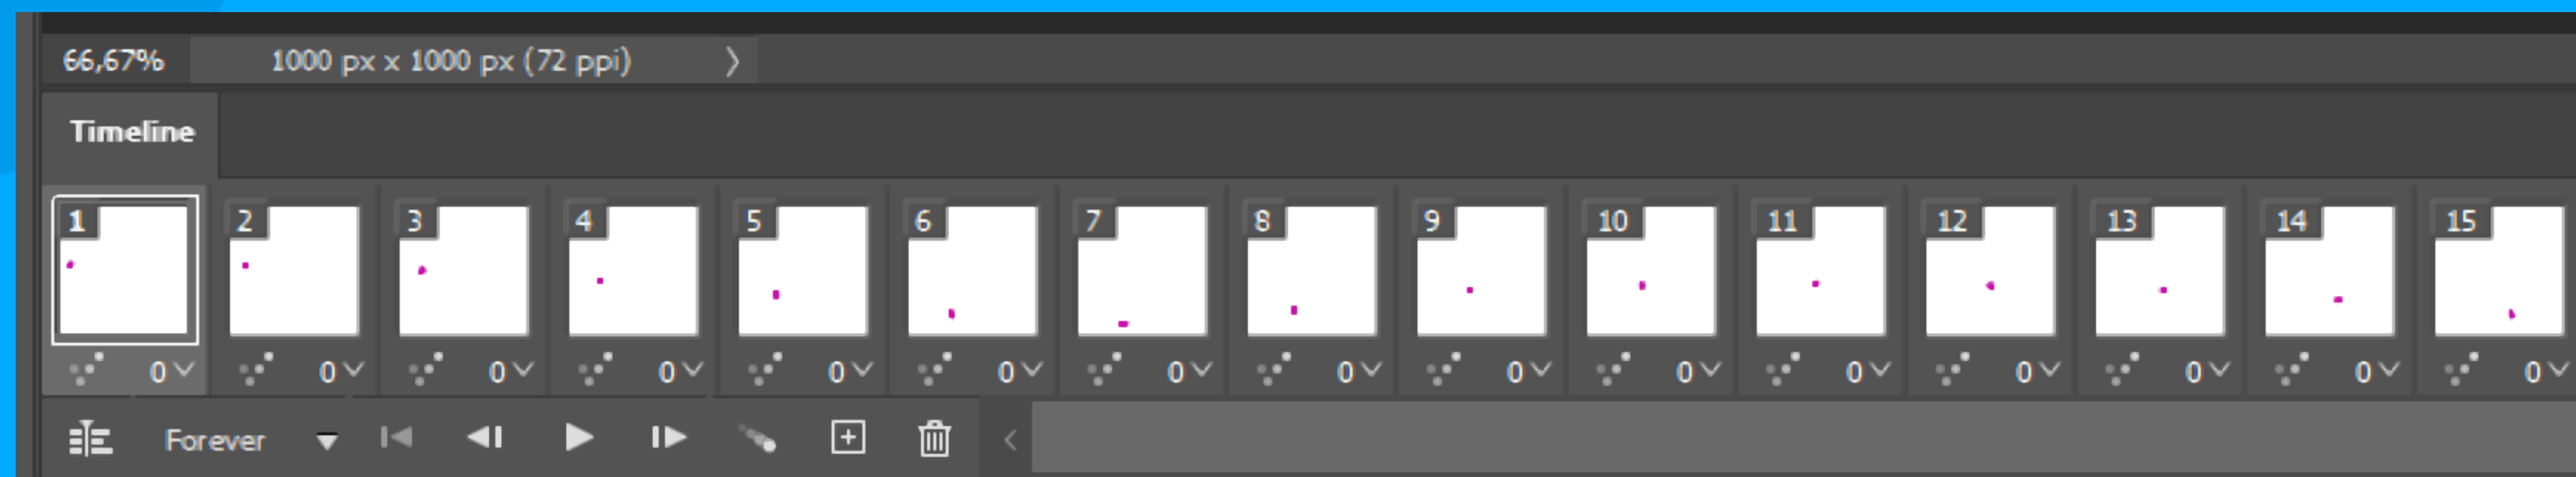 66,67% 1000 px x 1000 px (72 ppi)
Timeline
1 2 3 4 5 6 7 8 9 10 11 12 13 14 15
0 0 0 0 0 0 0 0 0 0 0 0 0 0 0
Forever